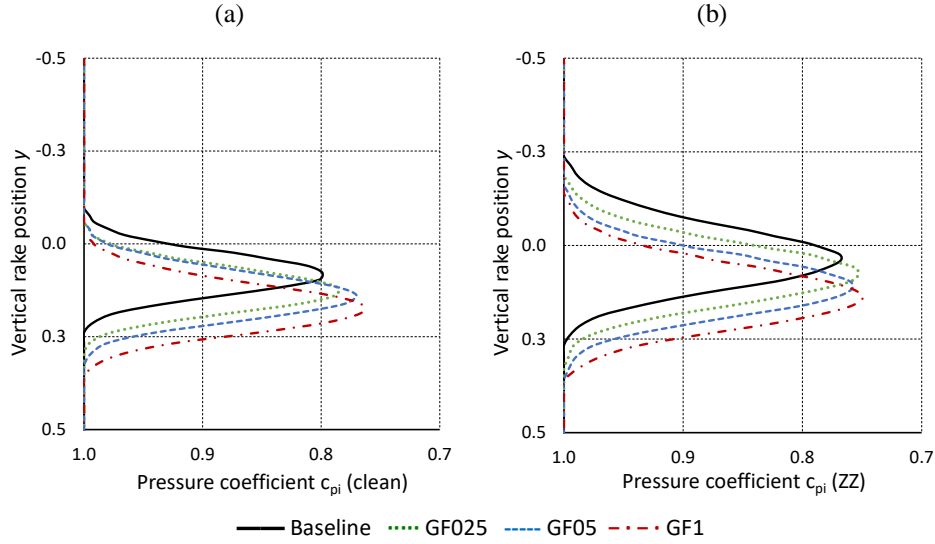 (a)
(b)
Vertical rake position y
-0.5
-0.3
0.0
0.3
0.5
1.0 0.9 0.8 0.7
Pressure coefficient cpi (clean)
Vertical rake position y
-0.5
-0.3
0.0
0.3
0.5
1.0 0.9 0.8 0.7
Pressure coefficient cpi (ZZ)
Baseline GF025 GF05 GF1